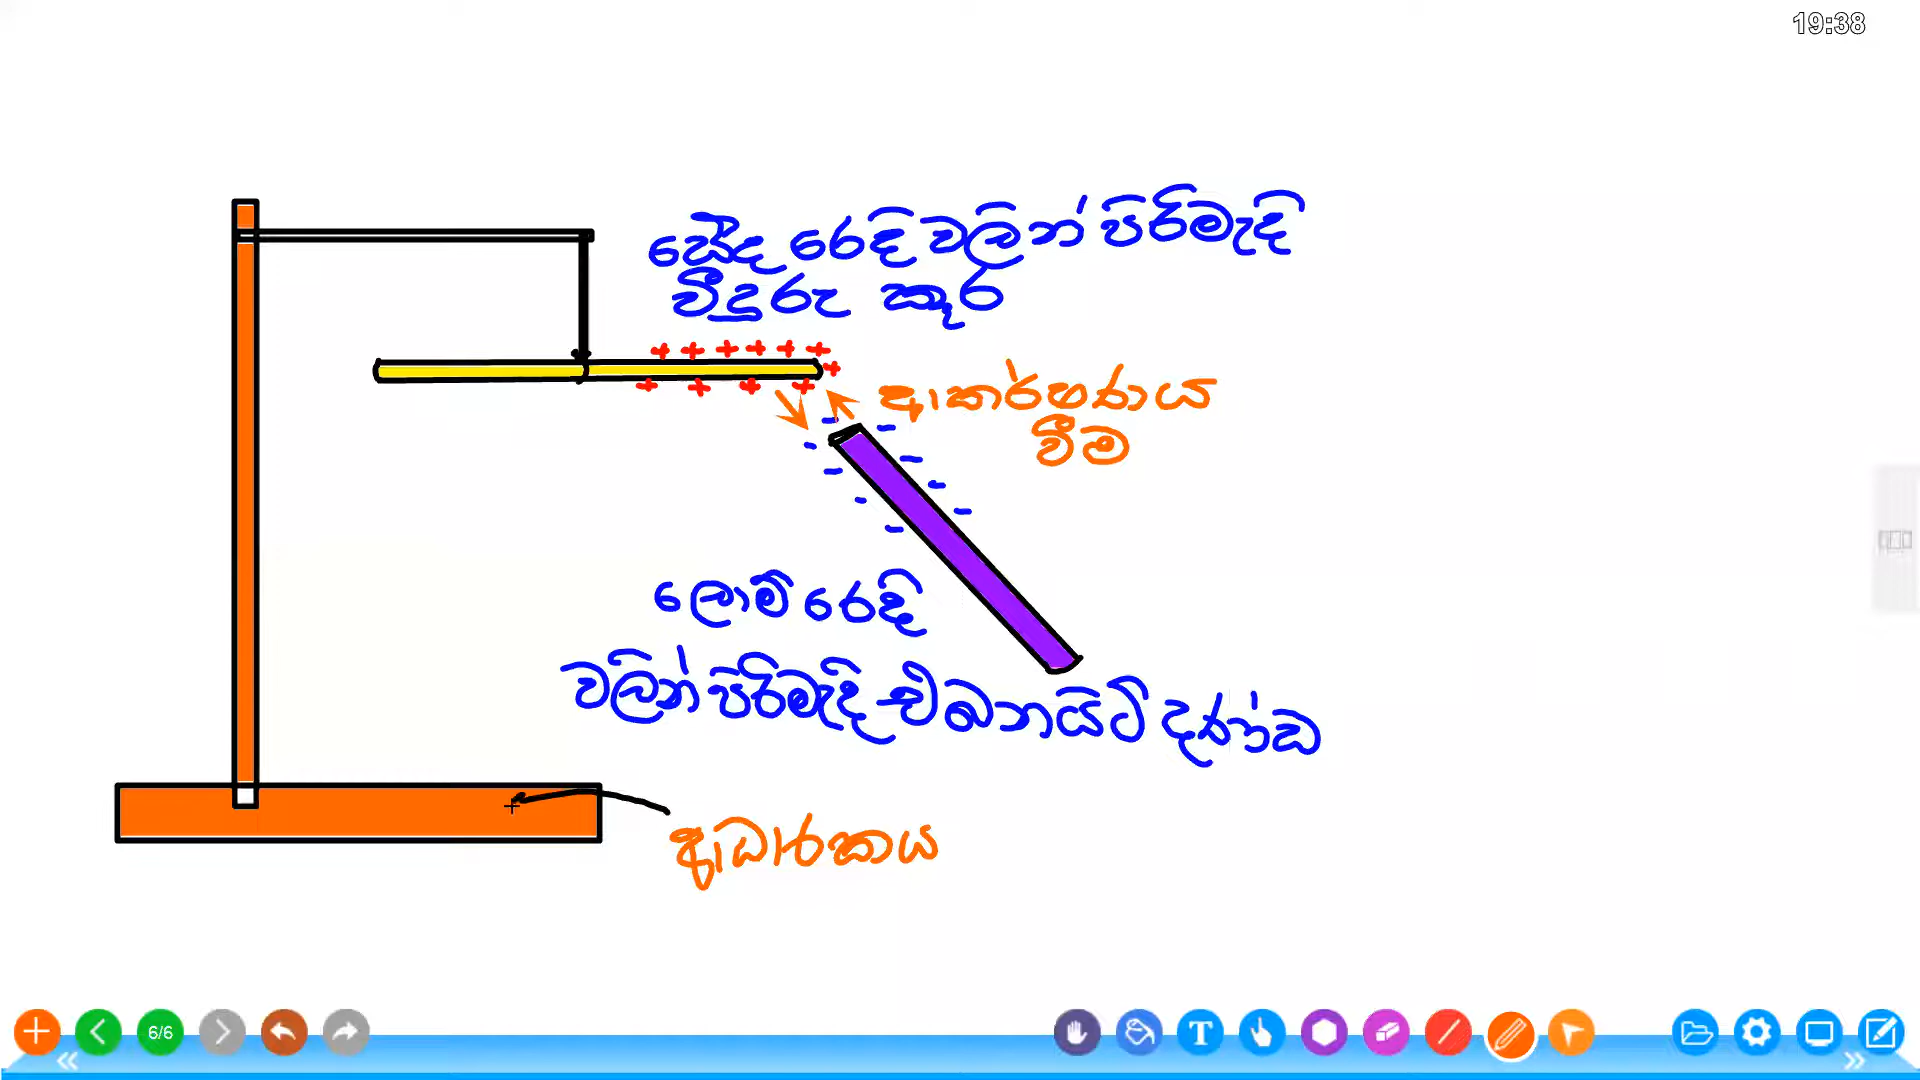 19:38
සේද රෙදි වලින් පිරිමැදි
වීදුරු කූර
ආකර්ෂණය
වීම
ලොම් රෙදි
වලින් පිරිමැදි එබනයිට් දණ්ඩ
ආධාරකය
6/6